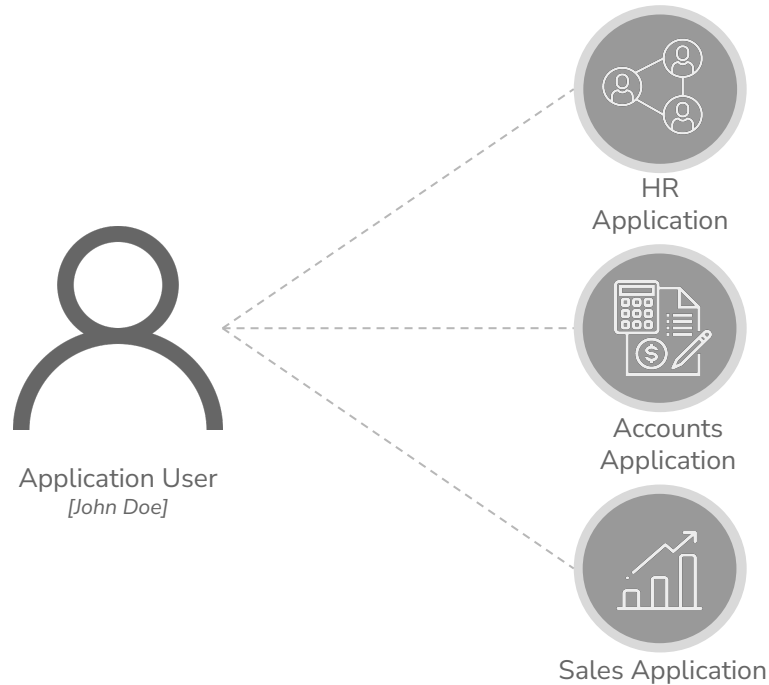 HR
Application
Accounts
Application
Application User
[John Doe]
$
Sales Application